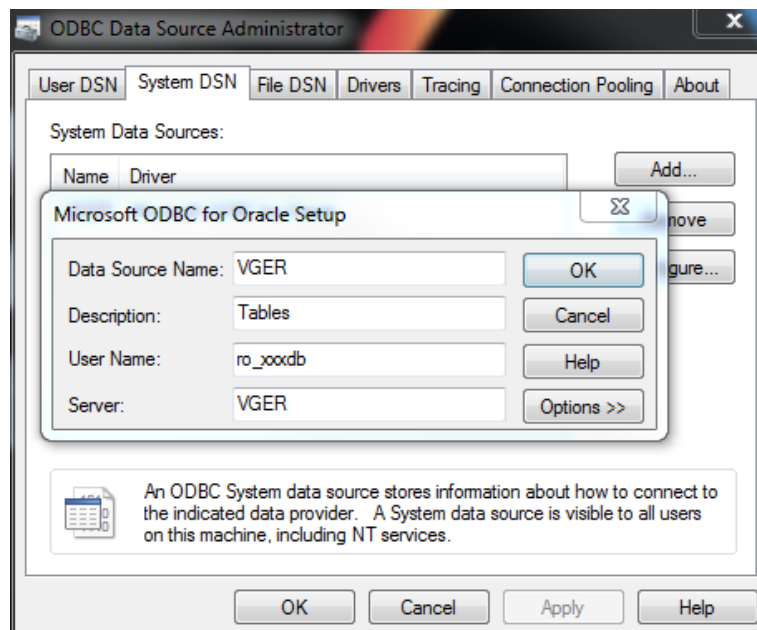 ODBC Data Source Administrator
x
User DSN System DSN File DSN Drivers Tracing Connection Pooling About
System Data Sources:
Name Driver
Add...
Microsoft ODBC for Oracle Setup
move
gure...
Data Source Name: VGER OK
Description: Tables Cancel
User Name: ro_xxxdb Help
Server: VGER Options >>
An ODBC System data source stores information about how to connect to
the indicated data provider. A System data source is visible to all users
on this machine, including NT services.
OK Cancel Apply Help